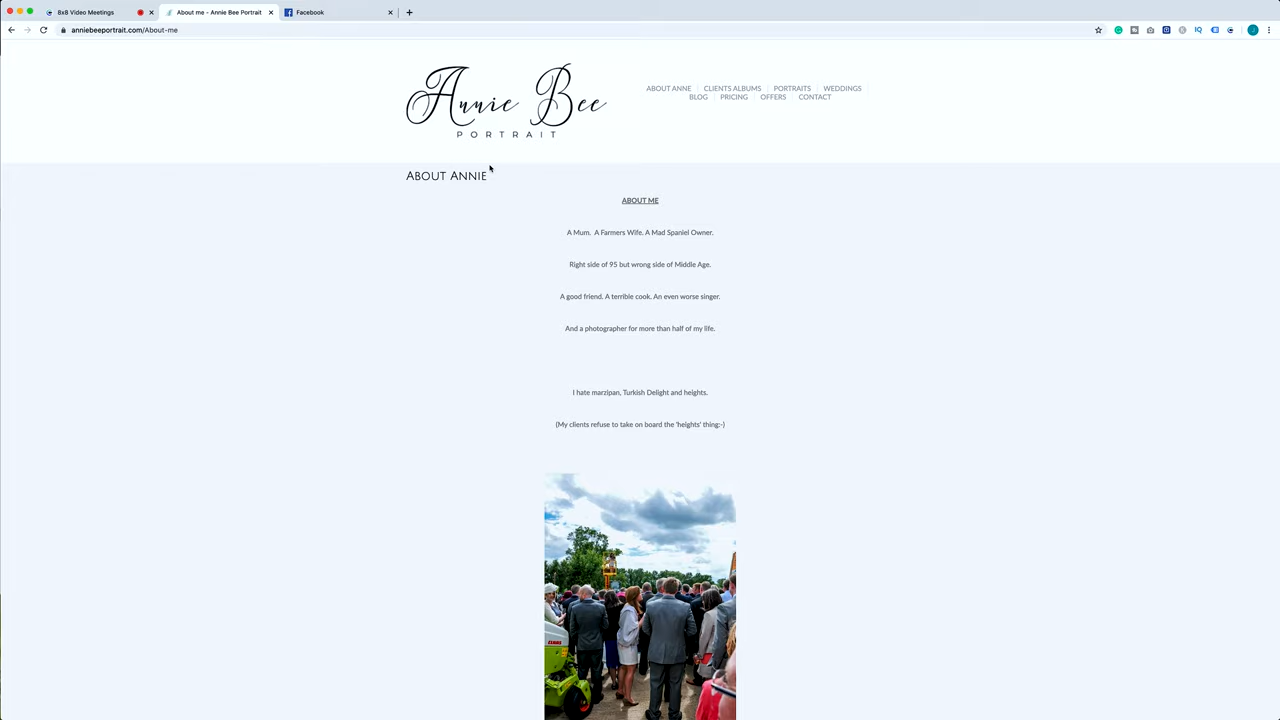 8x8 Video Meetings
About me - Annie Bee Portrait
Facebook
anniebeeportrait.com/About-me
Annie Bee
PORTRAIT
ABOUT ANNE
CLIENTS ALBUMS
PORTRAITS
WEDDINGS
BLOG
PRICING
OFFERS
CONTACT
ABOUT ANNIE
ABOUT ME
A Mum. A Farmers Wife. A Mad Spaniel Owner.
Right side of 95 but wrong side of Middle Age.
A good friend. A terrible cook. An even worse singer.
And a photographer for more than half of my life.
I hate marzipan, Turkish Delight and heights.
(My clients refuse to take on board the 'heights' thing:-)
CLAAS